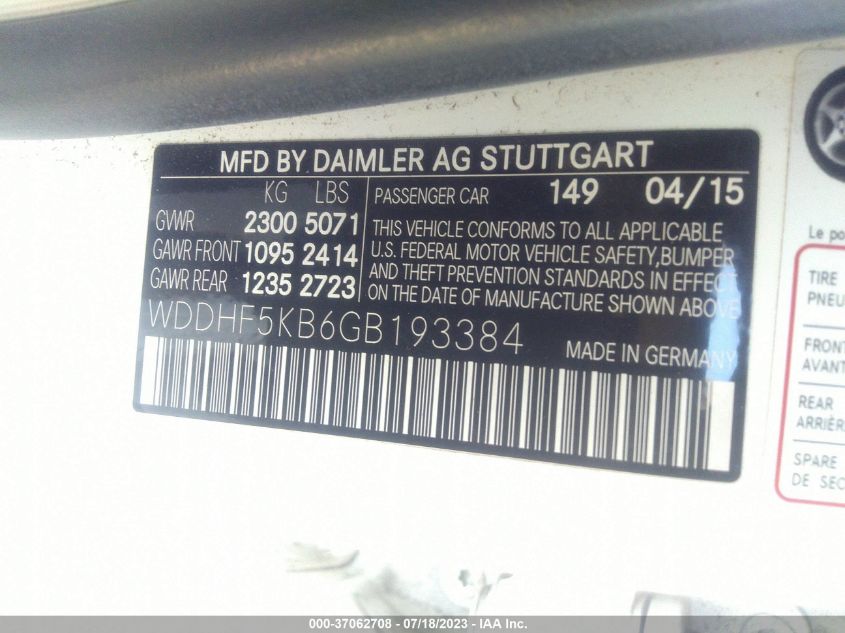 MFD BY DAIMLER AG STUTTGART
KG LBS
GVWR 2300 5071
GAWR FRONT 1095 2414
GAWR REAR 1235 2723
PASSENGER CAR 149 04/15
THIS VEHICLE CONFORMS TO ALL APPLICABLE
U.S. FEDERAL MOTOR VEHICLE SAFETY,BUMPER
AND THEFT PREVENTION STANDARDS IN EFFECT
ON THE DATE OF MANUFACTURE SHOWN ABOVE
WDDHF5KB6GB193384
MADE IN GERMANY
Le po
TIRE
PNEU
FRONT
AVANT
REAR
ARRIÈR
SPARE
DE SEC
000-37062708 - 07/18/2023 - IAA Inc.